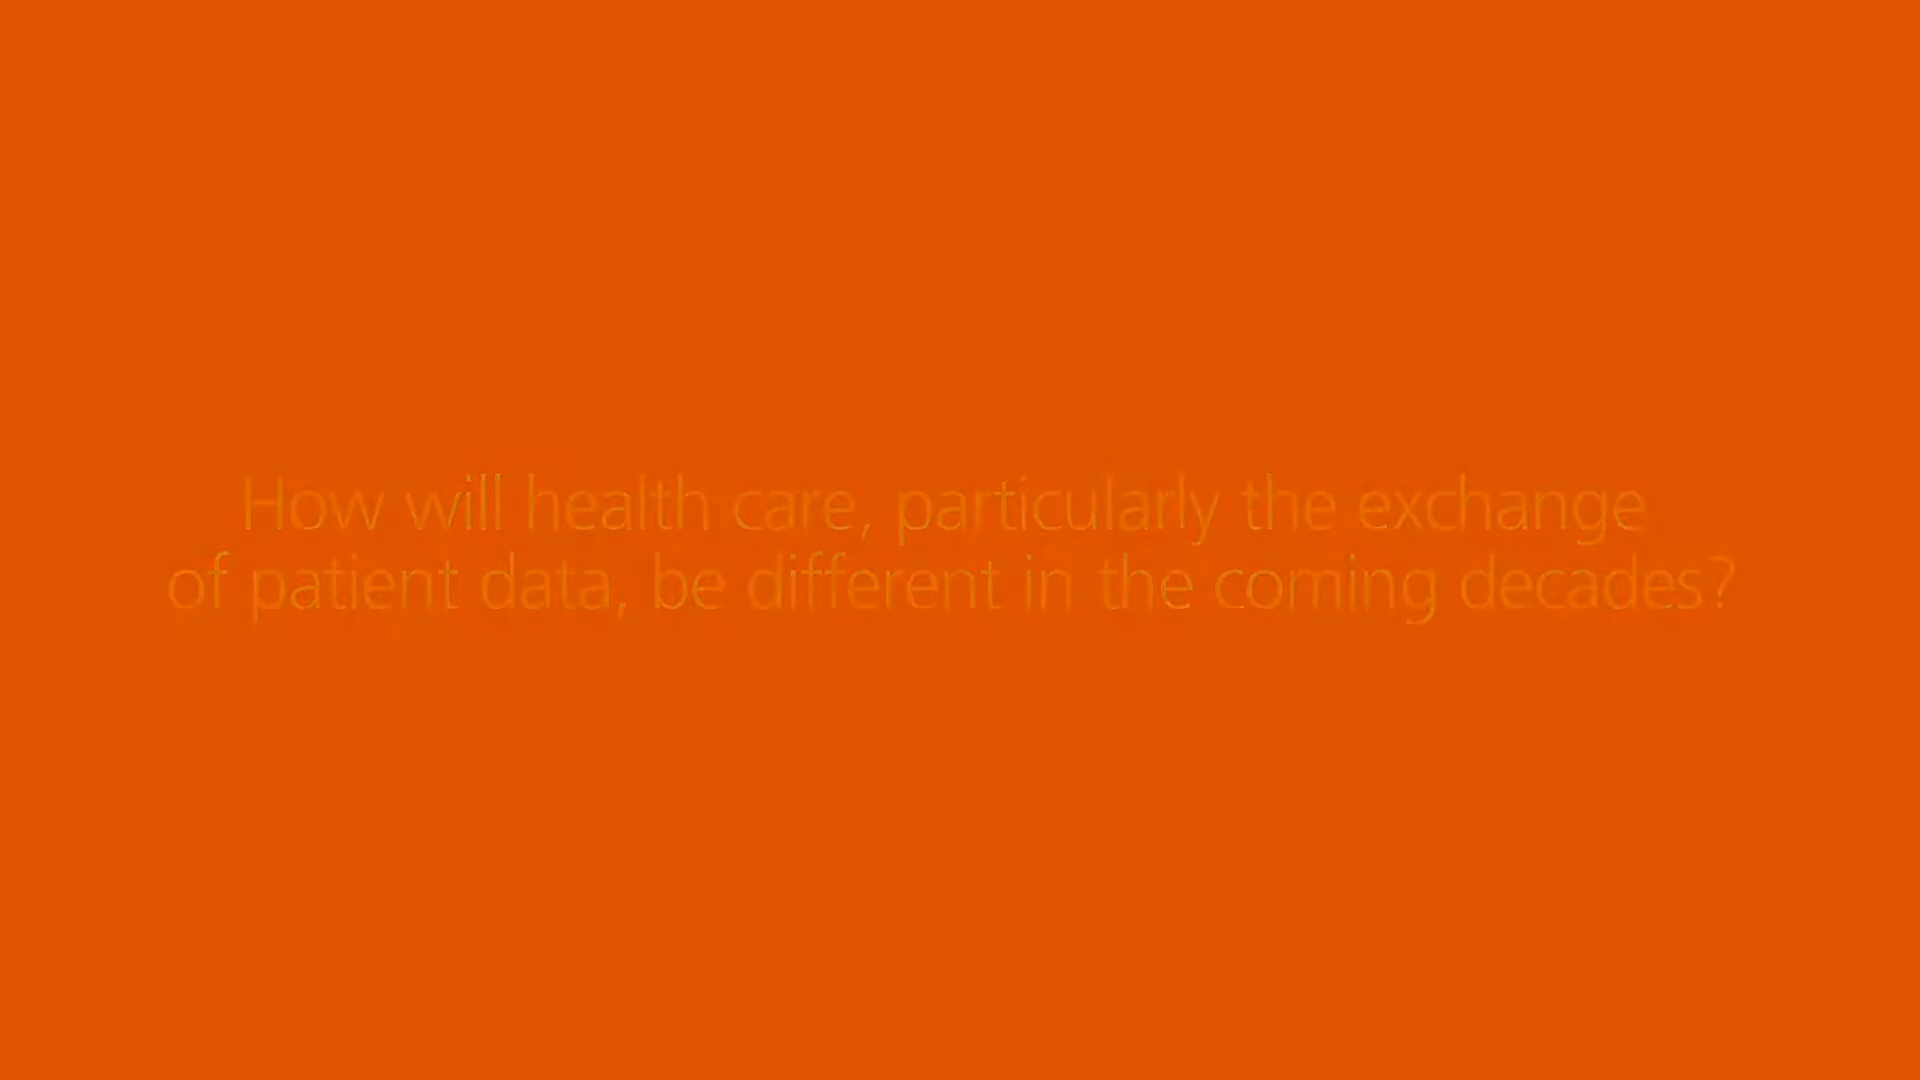 How will health care, particularly the exchange
of patient data, be different in the coming decades?